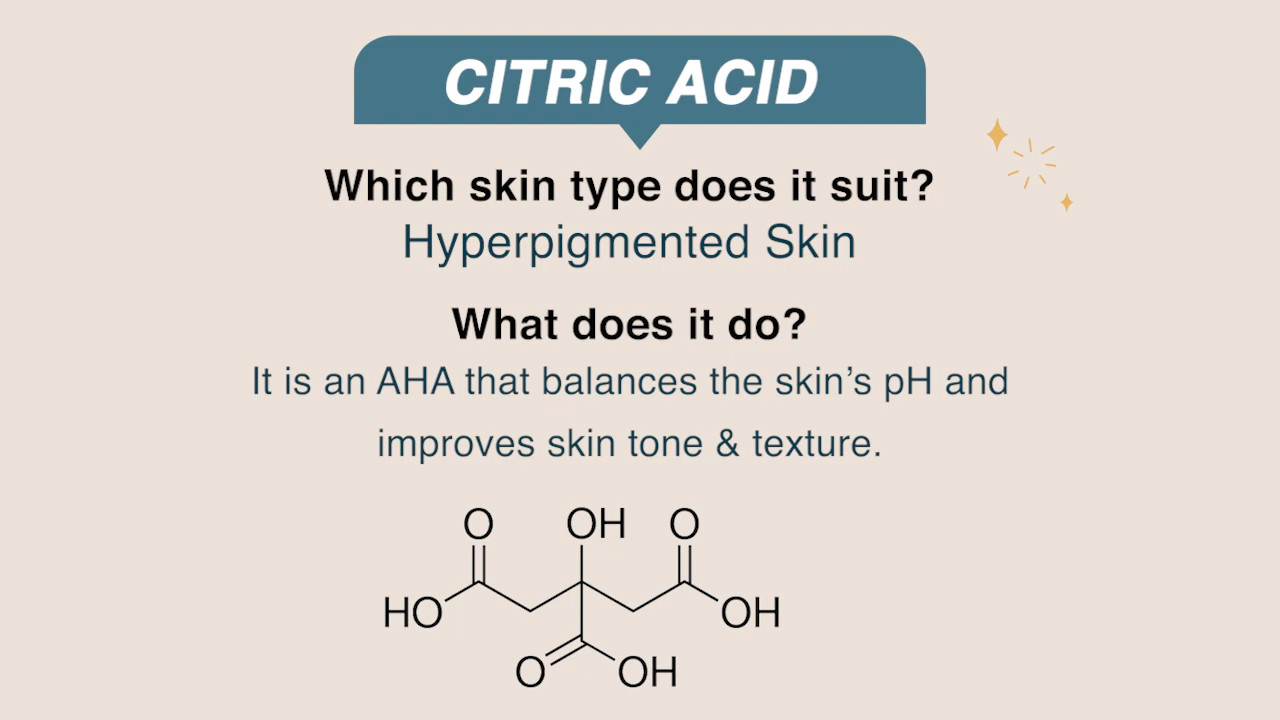 CITRIC ACID
Which skin type does it suit?
Hyperpigmented Skin
What does it do?
It is an AHA that balances the skin's pH and
improves skin tone & texture.
O OH O
HO OH
O OH